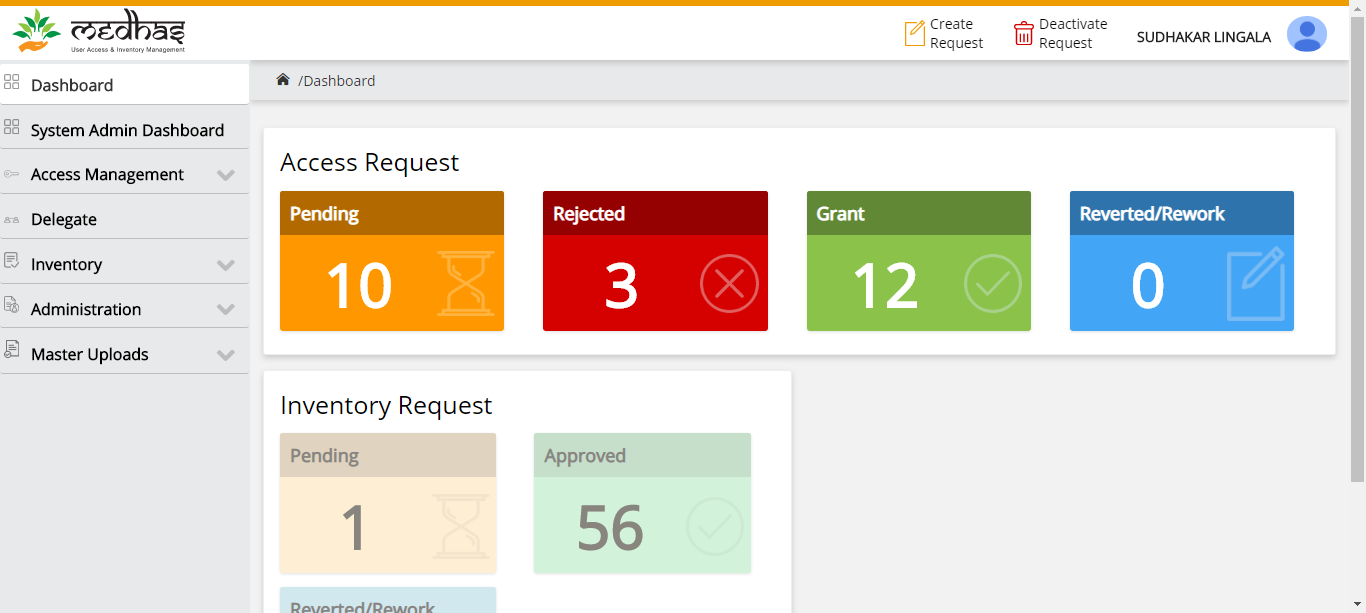 medhas
User Access & Inventory Management
Create
Request
Deactivate
Request
SUDHAKAR LINGALA
Dashboard
System Admin Dashboard
Access Management
Delegate
Inventory
Administration
Master Uploads
/Dashboard
Access Request
Pending
10
Rejected
3
Grant
12
Reverted/Rework
0
Inventory Request
Pending
1
Approved
56
Reverted/Rework